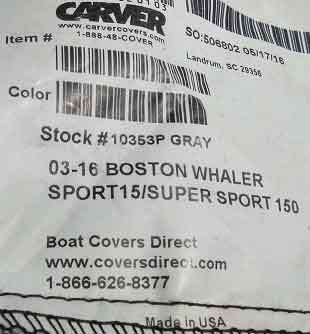 CARVER
www.carvercovers.com
Item #
1-888-48-COVER
SO:506802 05/17/16
Landrum, SC 29356
Color
Stock #10353P GRAY
03-16 BOSTON WHALER
SPORT15/SUPER SPORT 150
Boat Covers Direct
www.coversdirect.com
1-866-626-8377
Made in USA